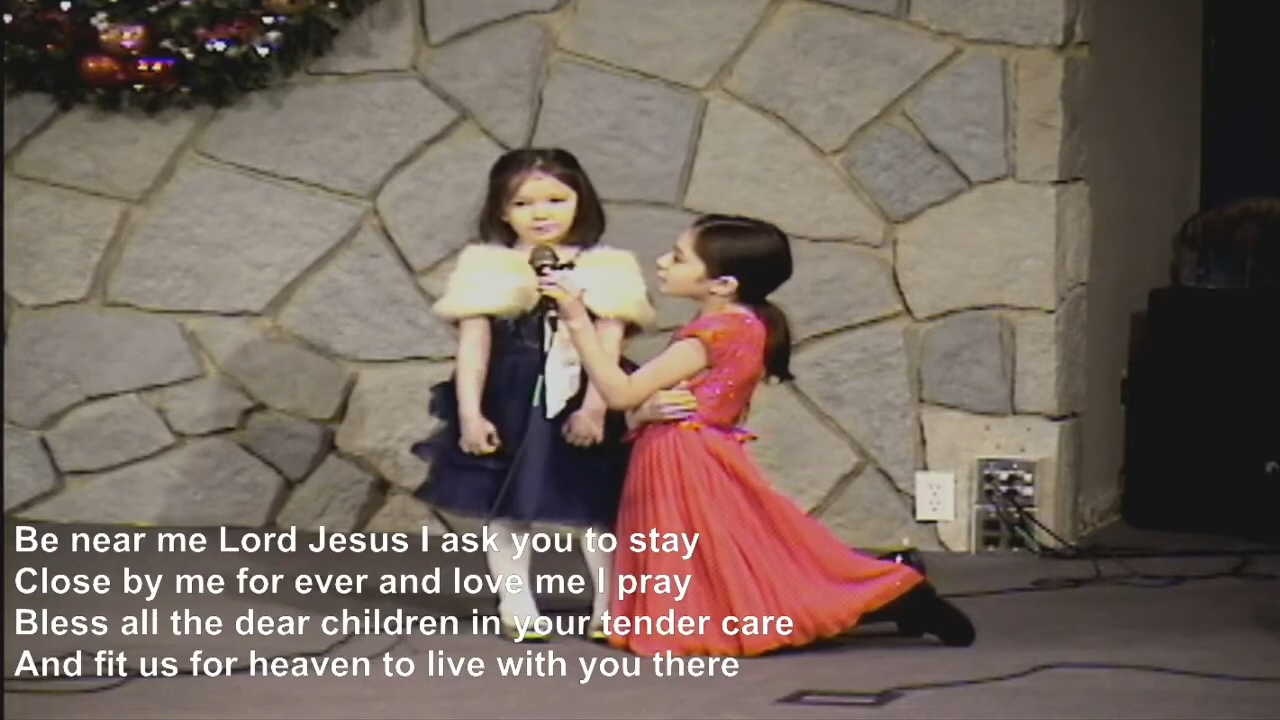 Be near me Lord Jesus I ask you to stay
Close by me for ever and love me I pray
Bless all the dear children in your tender care
And fit us for heaven to live with you there